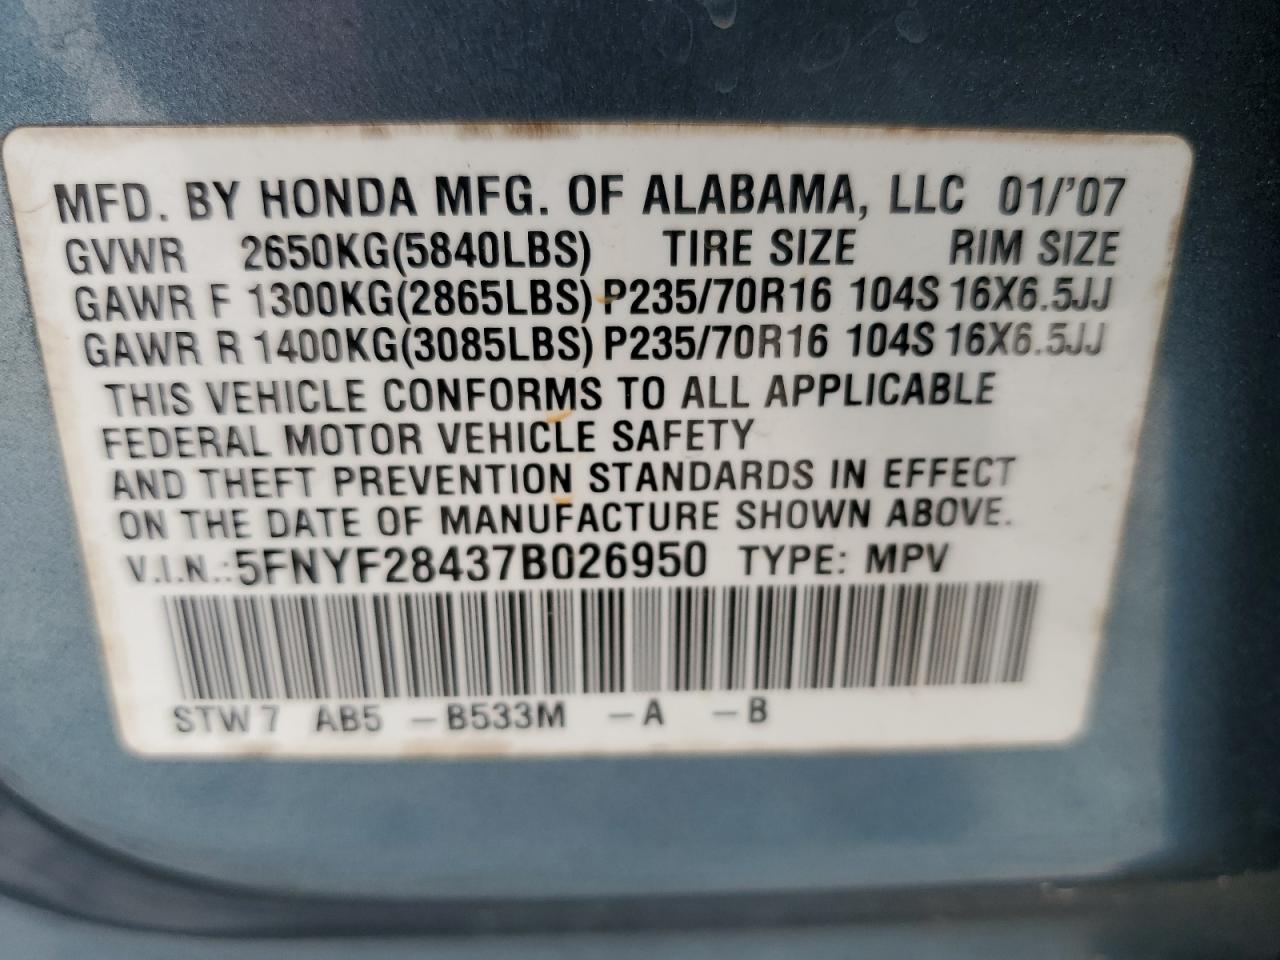 MFD. BY HONDA MFG. OF ALABAMA, LLC 01/'07
GVWR 2650KG(5840LBS) TIRE SIZE RIM SIZE
GAWR F 1300KG(2865LBS) P235/70R16 104S 16X6.5JJ
GAWR R 1400KG(3085LBS) P235/70R16 104S 16X6.5JJ
THIS VEHICLE CONFORMS TO ALL APPLICABLE
FEDERAL MOTOR VEHICLE SAFETY
AND THEFT PREVENTION STANDARDS IN EFFECT
ON THE DATE OF MANUFACTURE SHOWN ABOVE.
V.I.N.:5FNYF28437B026950 TYPE: MPV
STW7 AB5 -B533M -A -B